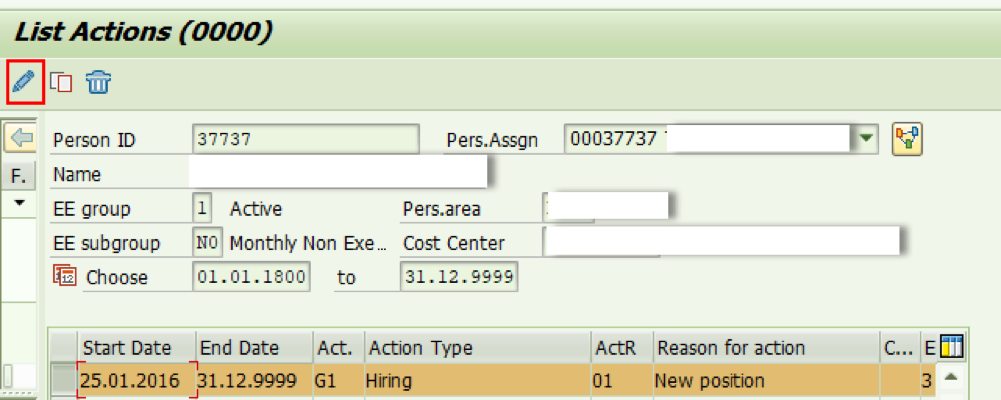 List Actions (0000)
Person ID 37737 Pers.Assgn 00037737
F. Name
EE group 1 Active Pers.area
EE subgroup N0 Monthly Non Exe... Cost Center
Choose 01.01.1800 to 31.12.9999
Start Date End Date Act. Action Type ActR Reason for action C... E
25.01.2016 31.12.9999 G1 Hiring 01 New position 3